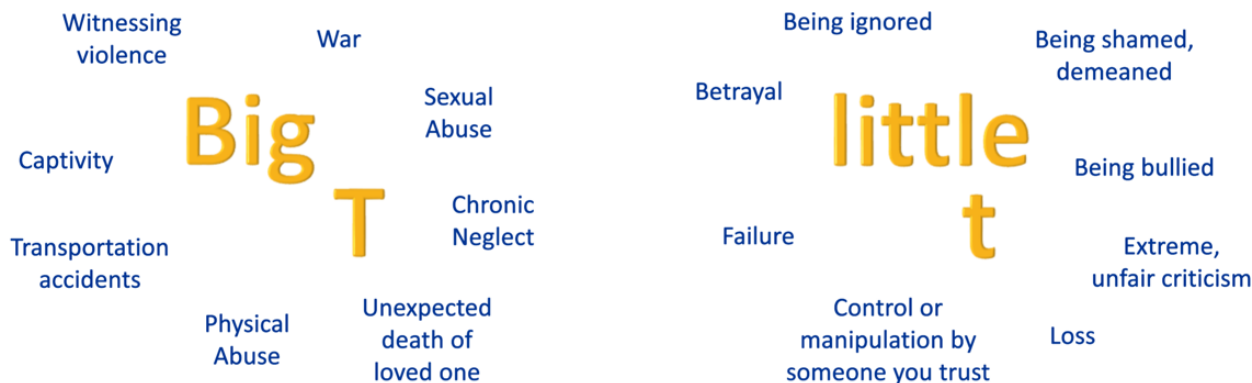 Witnessing
violence
War
Big
T
Sexual
Abuse
Captivity
Chronic
Neglect
Transportation
accidents
Physical
Abuse
Unexpected
death of
loved one
Being ignored
Being shamed,
demeaned
Betrayal
little
t
Being bullied
Failure
Extreme,
unfair criticism
Control or
manipulation by
someone you trust
Loss